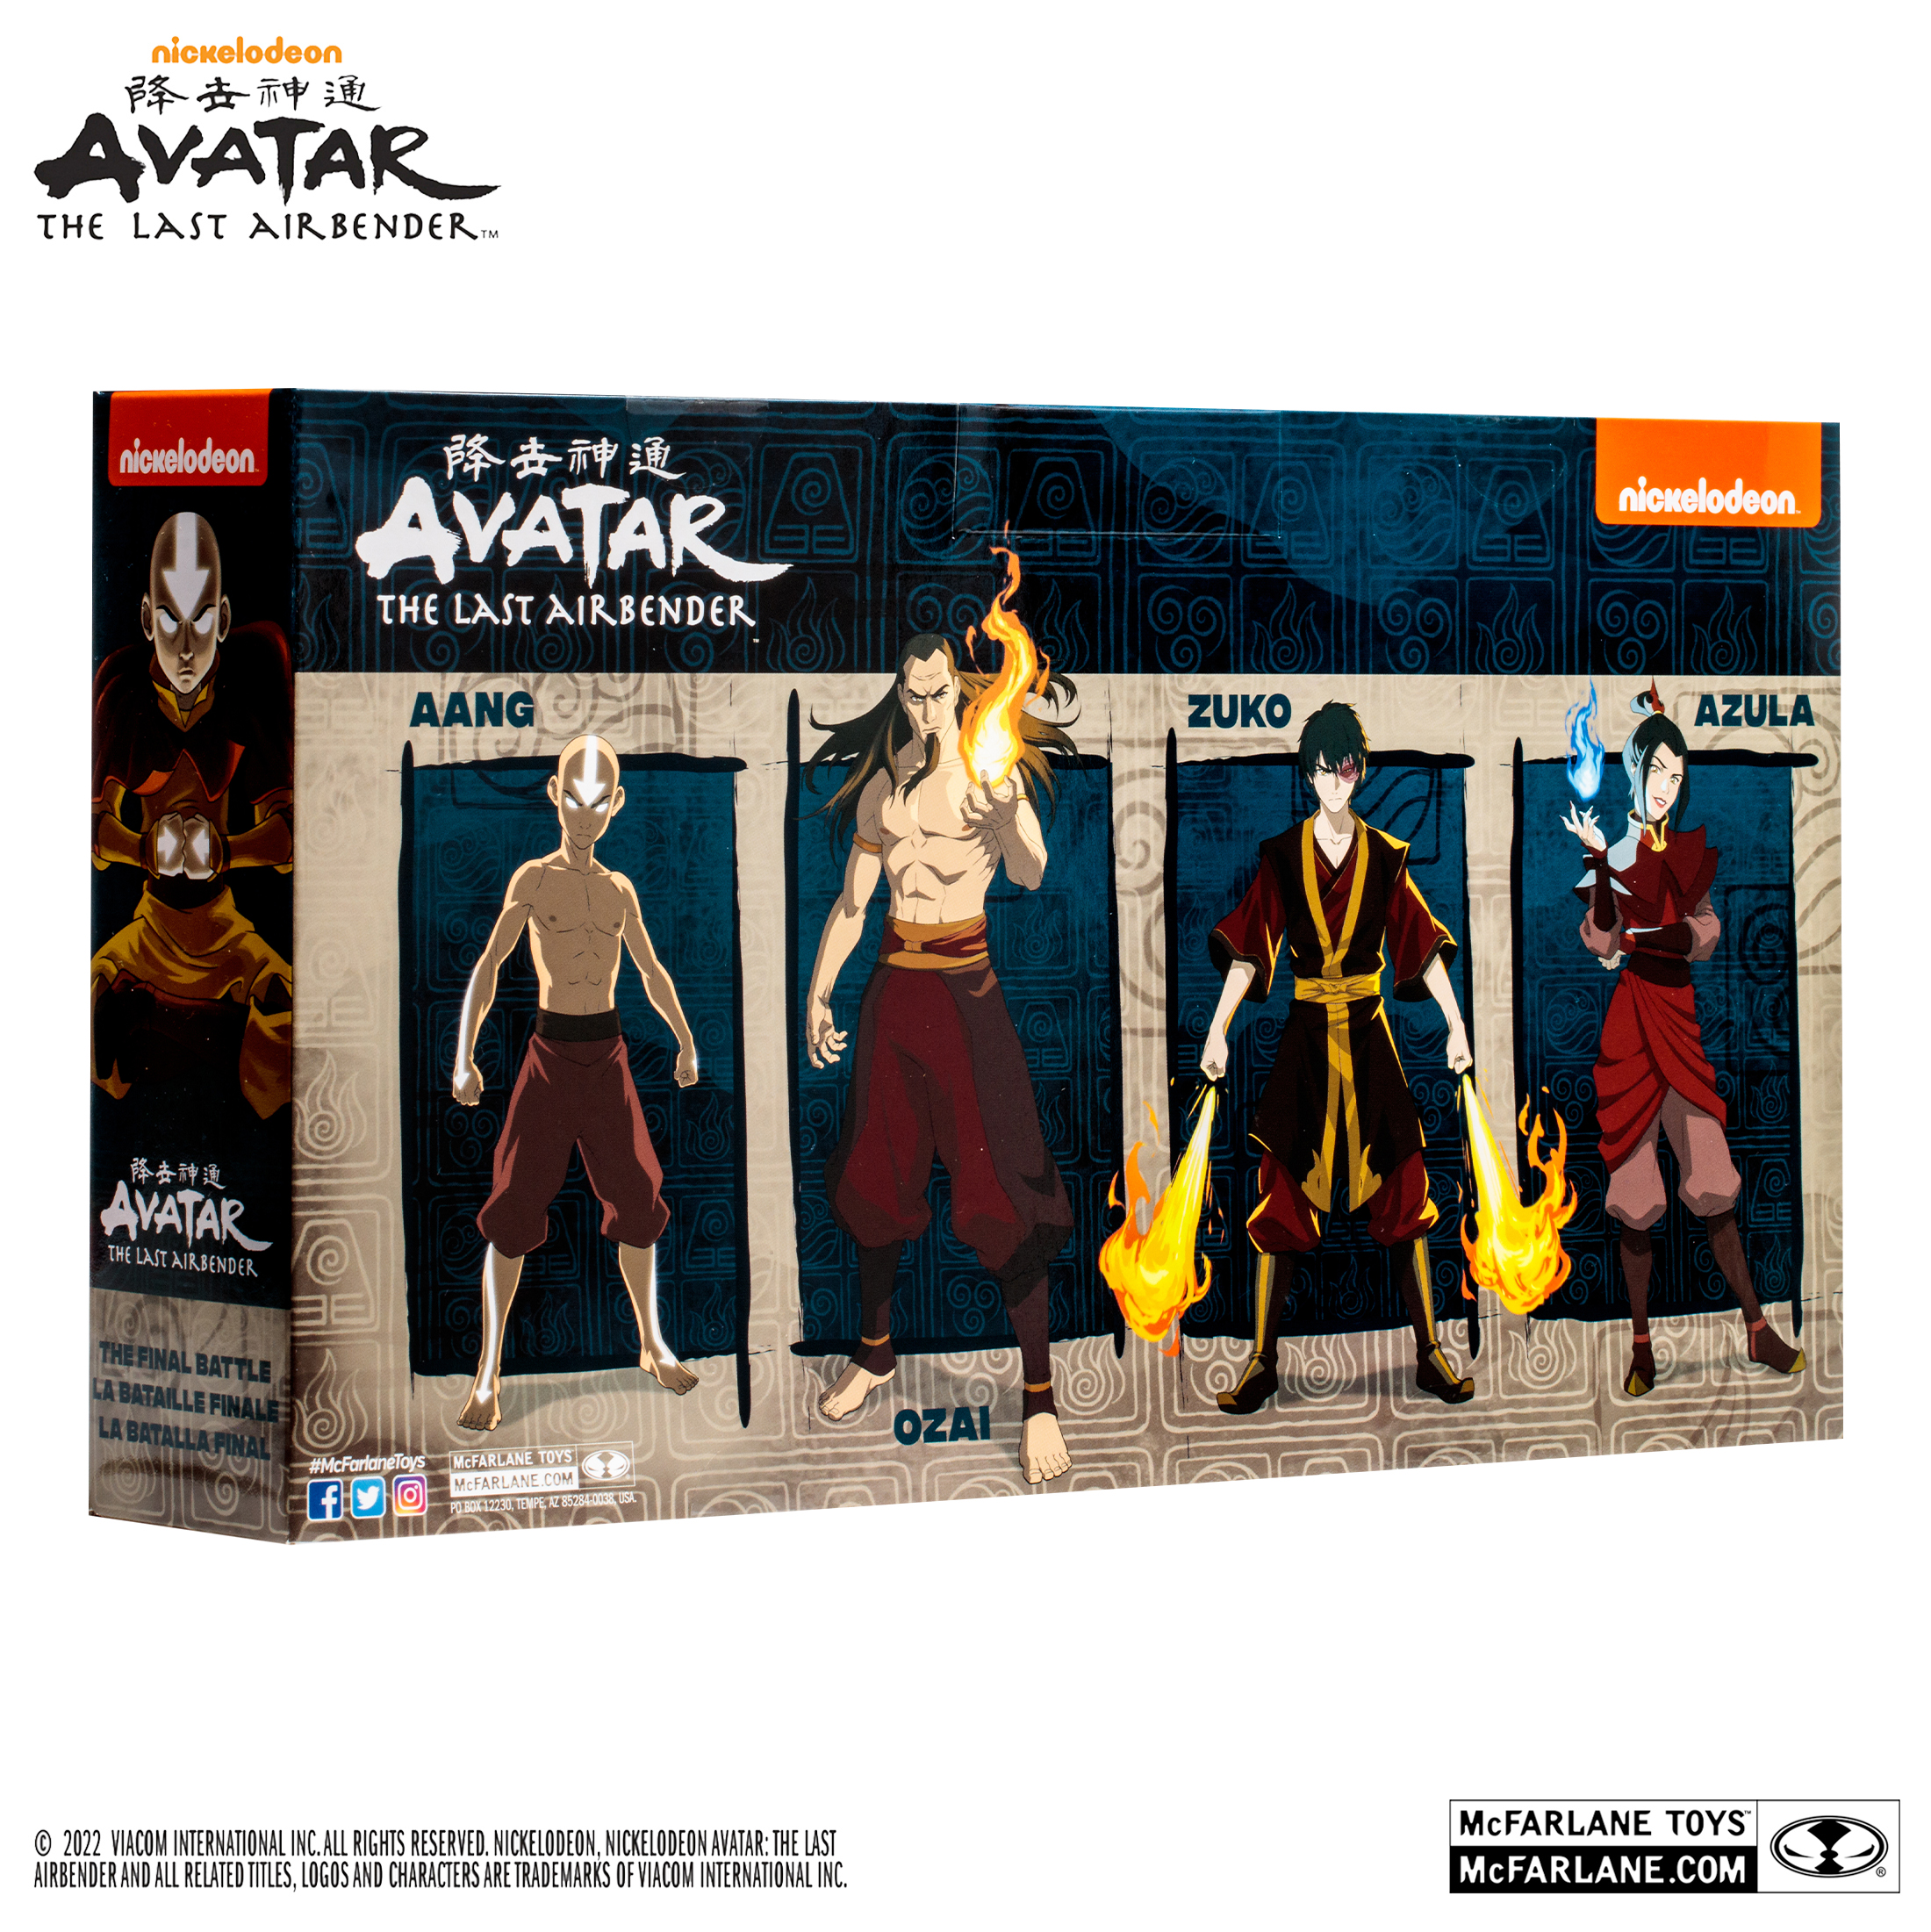 nickelodeon
降去神通
AVATAR
THE LAST AIRBENDER™
nickelodeon
降去神通
AVATAR
THE LAST AIRBENDER
THE FINAL BATTLE
LA BATAILLE FINALE
LA BATALLA FINAL
降去神通
AVATAR
THE LAST AIRBENDER™
nickelodeon
AANG
ZUKO
AZULA
OZAI
#McFarlaneToys
McFARLANE TOYS
McFARLANE.COM
PO BOX 12230, TEMPE, AZ 85284-0038, USA.
© 2022 VIACOM INTERNATIONAL INC. ALL RIGHTS RESERVED. NICKELODEON, NICKELODEON AVATAR: THE LAST
AIRBENDER AND ALL RELATED TITLES, LOGOS AND CHARACTERS ARE TRADEMARKS OF VIACOM INTERNATIONAL INC.
McFARLANE TOYS™
McFARLANE.COM
®